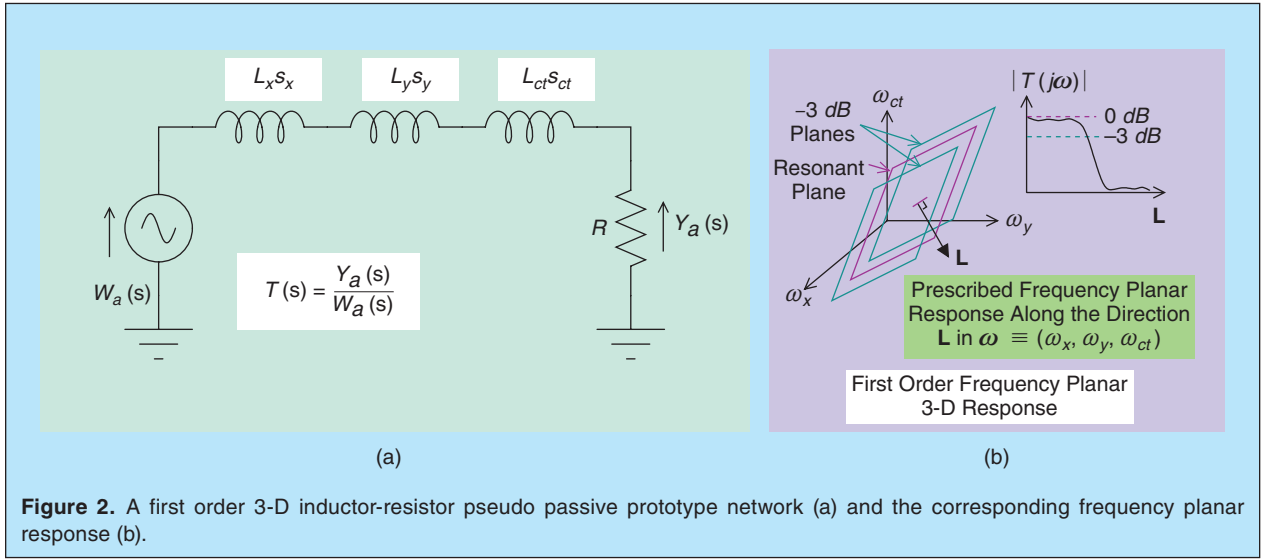 Lₓsₓ
L_y s_y
L_ct s_ct
W_a (s)
R
Y_a (s)
T(s) = Y_a (s) / W_a (s)
(a)
–3 dB
Planes
Resonant
Plane
ω_ct
ω_y
ω_x
L
|T(jω)|
0 dB
–3 dB
L
Prescribed Frequency Planar
Response Along the Direction
L in ω ≡ (ω_x, ω_y, ω_ct)
First Order Frequency Planar
3-D Response
(b)
Figure 2. A first order 3-D inductor-resistor pseudo passive prototype network (a) and the corresponding frequency planar
response (b).